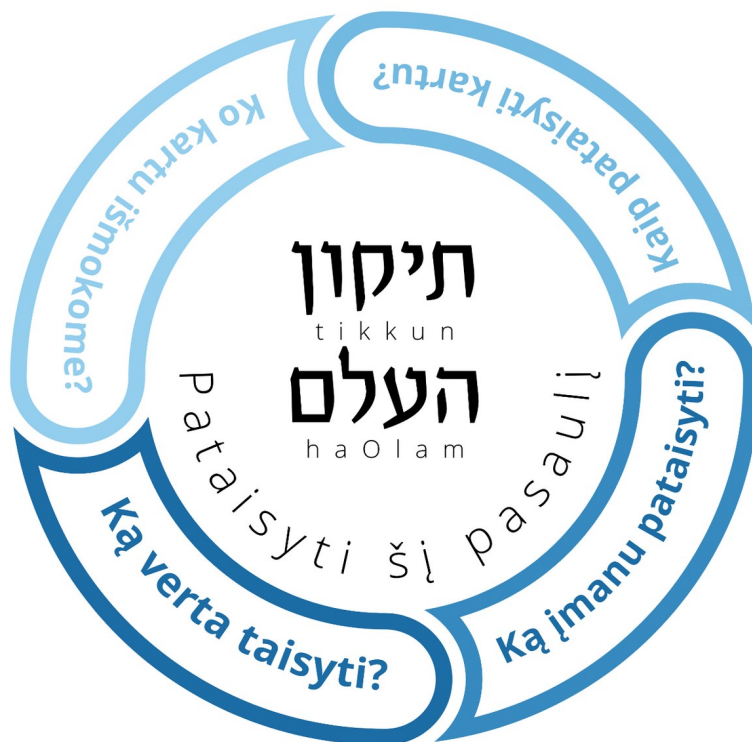 תיקון
tikkun
העלם
haOlam
Pataisyti šį pasaulį
Ką verta taisyti?
Ką įmanu pataisyti?
Kaip pataisyti kartu?
Ko kartu išmokome?